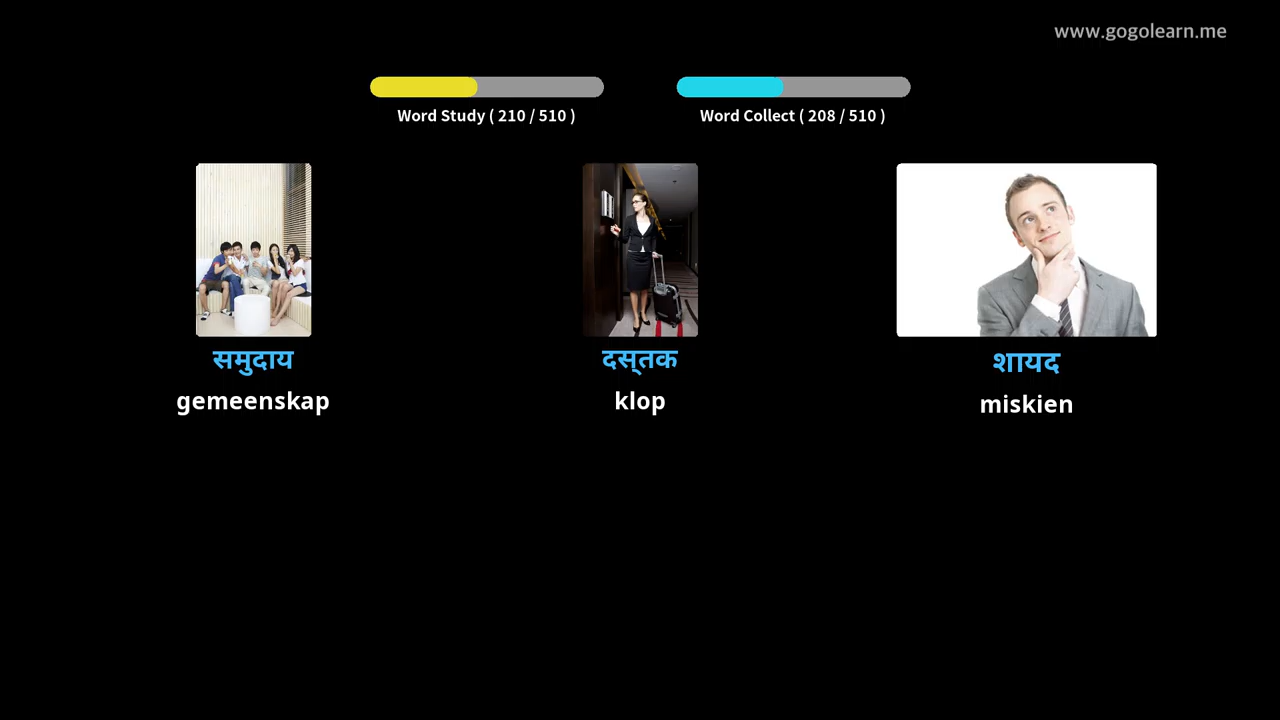 www.gogolearn.me
Word Study ( 210 / 510 )
Word Collect ( 208 / 510 )
समुदाय
gemeenskap
दस्तक
klop
शायद
miskien